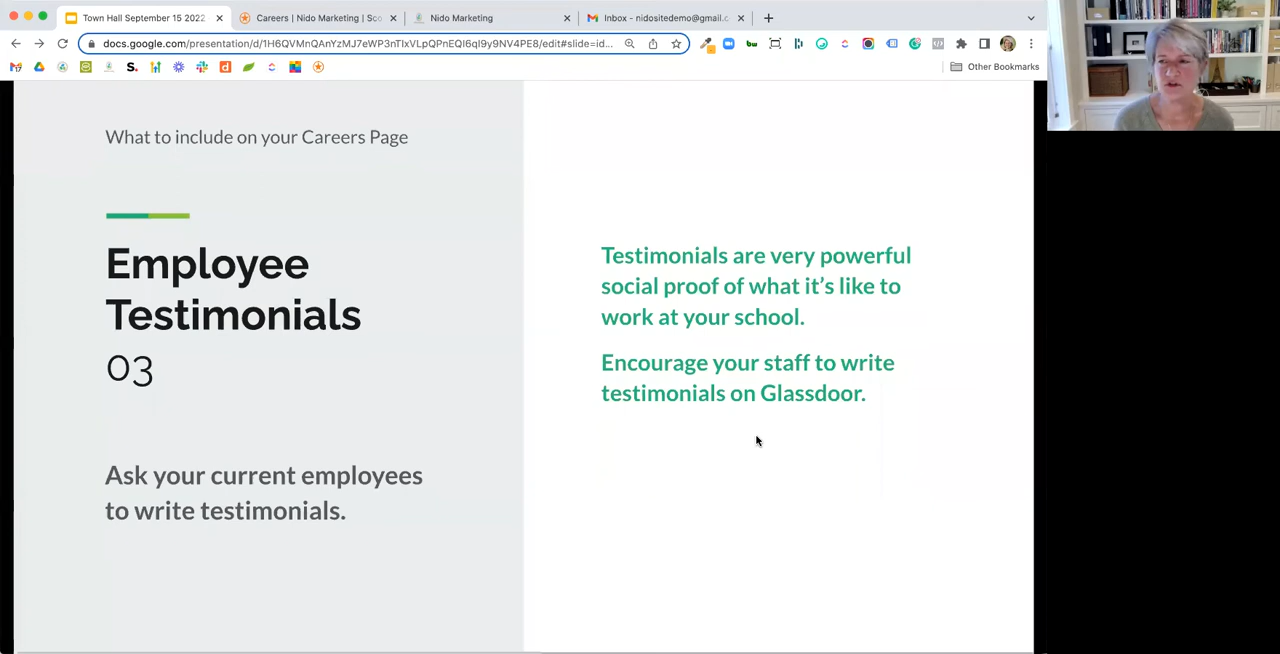 Town Hall September 15 2022
Careers | Nido Marketing | Sco
Nido Marketing
Inbox - nidositedemo@gmail.c
docs.google.com/presentation/d/1H6QVMnQAnYzMJ7eWP3nTlxVLpQPnEQI6ql9y9NV4PE8/edit#slide=id...
Other Bookmarks
What to include on your Careers Page
Employee
Testimonials
03
Ask your current employees
to write testimonials.
Testimonials are very powerful
social proof of what it's like to
work at your school.
Encourage your staff to write
testimonials on Glassdoor.